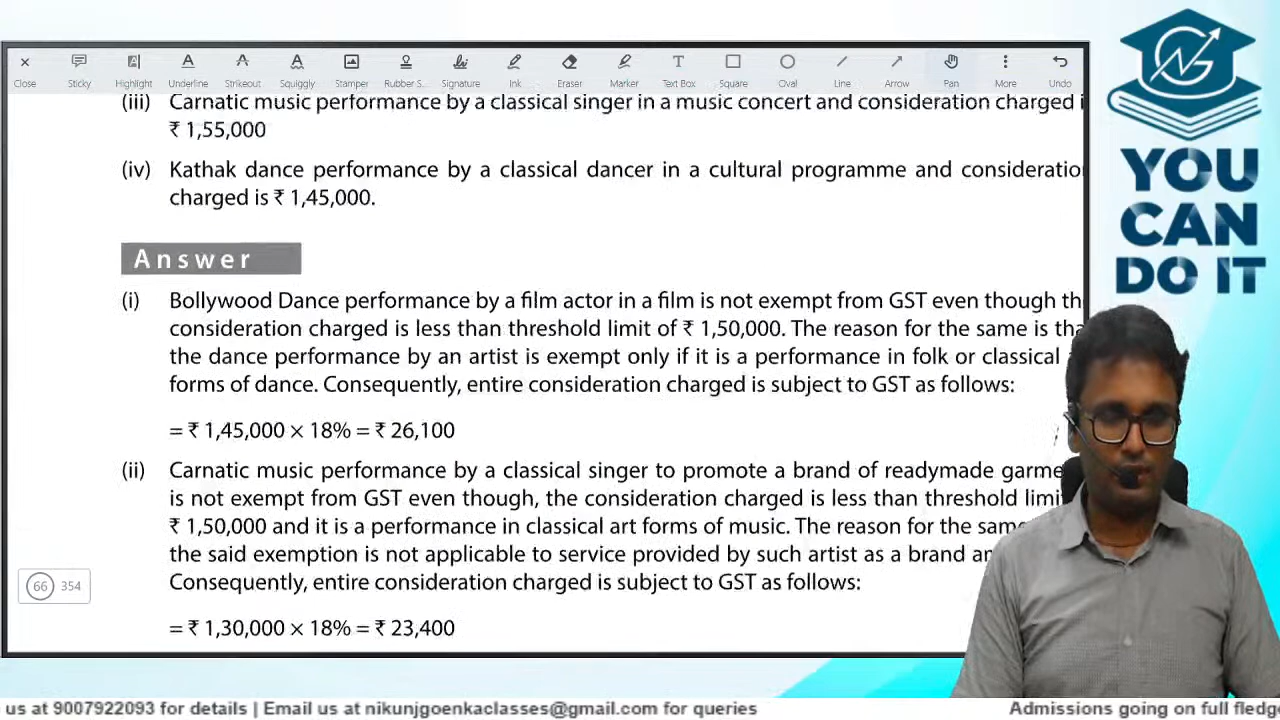 Close Sticky Highlight Underline Strikeout Squiggly Stamper Rubber S... Signature Ink Eraser Marker Text Box Square Oval Line Arrow Pan More Undo
(iii) Carnatic music performance by a classical singer in a music concert and consideration charged
₹ 1,55,000
(iv) Kathak dance performance by a classical dancer in a cultural programme and consideratio
charged is ₹ 1,45,000.
Answer
(i) Bollywood Dance performance by a film actor in a film is not exempt from GST even though th
consideration charged is less than threshold limit of ₹ 1,50,000. The reason for the same is tha
the dance performance by an artist is exempt only if it is a performance in folk or classical
forms of dance. Consequently, entire consideration charged is subject to GST as follows:
= ₹ 1,45,000 × 18% = ₹ 26,100
(ii) Carnatic music performance by a classical singer to promote a brand of readymade garme
is not exempt from GST even though, the consideration charged is less than threshold limi
₹ 1,50,000 and it is a performance in classical art forms of music. The reason for the same
the said exemption is not applicable to service provided by such artist as a brand
Consequently, entire consideration charged is subject to GST as follows:
= ₹ 1,30,000 × 18% = ₹ 23,400
66 354
YOU
CAN
DO IT
us at 9007922093 for details | Email us at nikunjgoenkaclasses@gmail.com for queries
Admissions going on full fledge